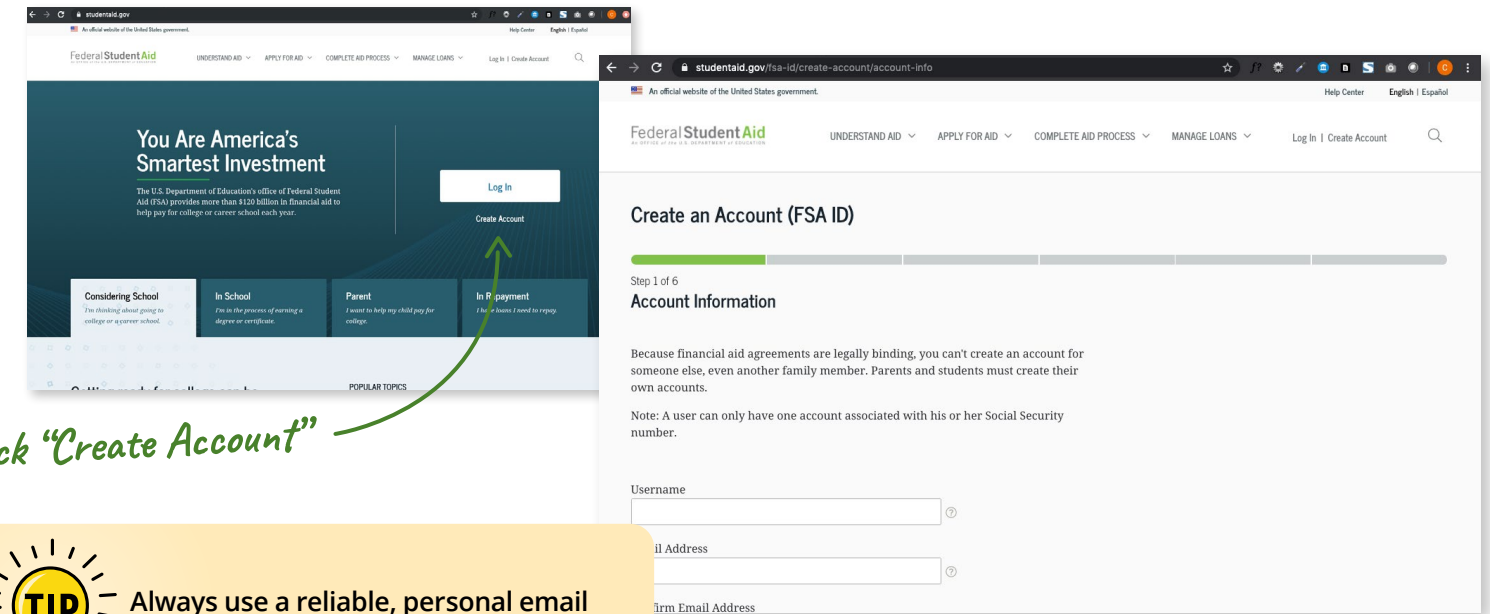 studentaid.gov
An official website of the United States government.
Help Center English | Español
Federal Student Aid
UNDERSTAND AID APPLY FOR AID COMPLETE AID PROCESS MANAGE LOANS Log In | Create Account
You Are America's
Smartest Investment
The U.S. Department of Education's office of Federal Student
Aid (FSA) provides more than $120 billion in financial aid to
help pay for college or career school each year.
Log In
Create Account
Considering School
I'm thinking about going to
college or a career school.
In School
I'm in the process of earning a
degree or certificate.
Parent
I want to help my child pay for
college.
In Repayment
I have loans I need to repay.
POPULAR TOPICS
"Create Account"
studentaid.gov/fsa-id/create-account/account-info
An official website of the United States government.
Help Center English | Español
Federal Student Aid
An OFFICE of the U.S. DEPARTMENT of EDUCATION
UNDERSTAND AID APPLY FOR AID COMPLETE AID PROCESS MANAGE LOANS Log In | Create Account
Create an Account (FSA ID)
Step 1 of 6
Account Information
Because financial aid agreements are legally binding, you can't create an account for
someone else, even another family member. Parents and students must create their
own accounts.
Note: A user can only have one account associated with his or her Social Security
number.
Username
Address
Email Address
TIP
Always use a reliable, personal email